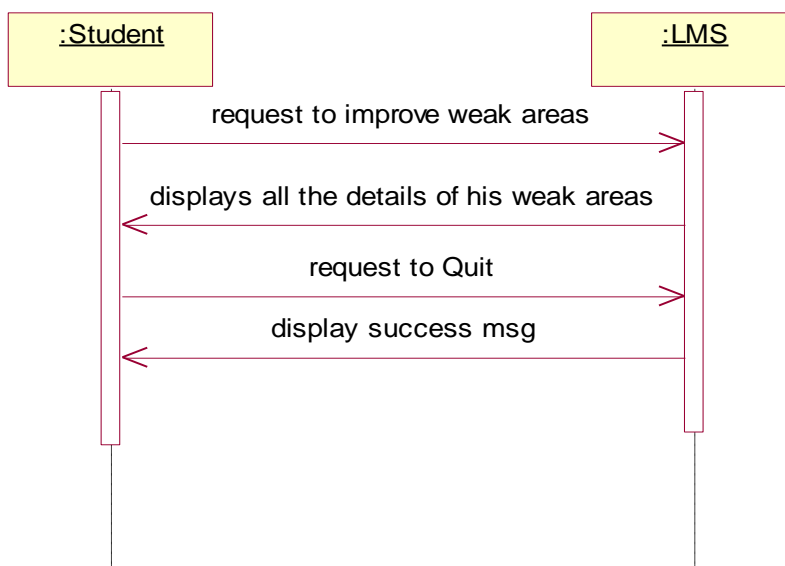 :Student
:LMS
request to improve weak areas
displays all the details of his weak areas
request to Quit
display success msg